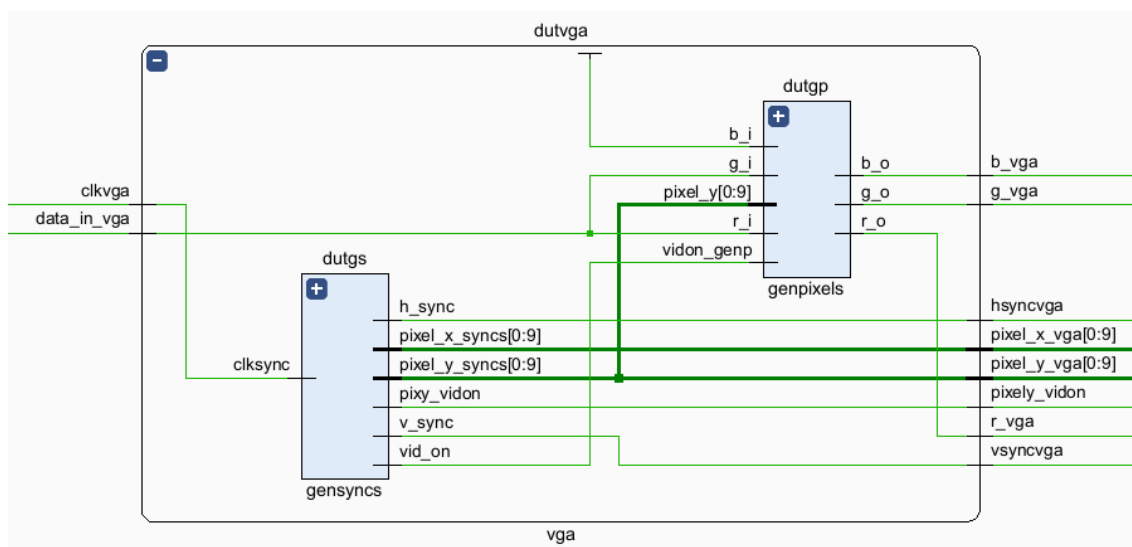 dutvga
dutgp
b_i
g_i
b_o
b_vga
clkvga
pixel_y[0:9]
g_o
g_vga
data_in_vga
r_i
r_o
vidon_genp
dutgs
genpixels
h_sync
hsyncvga
pixel_x_syncs[0:9]
pixel_x_vga[0:9]
clksync
pixel_y_syncs[0:9]
pixel_y_vga[0:9]
pixy_vidon
pixely_vidon
v_sync
r_vga
vid_on
vsyncvga
gensyncs
vga